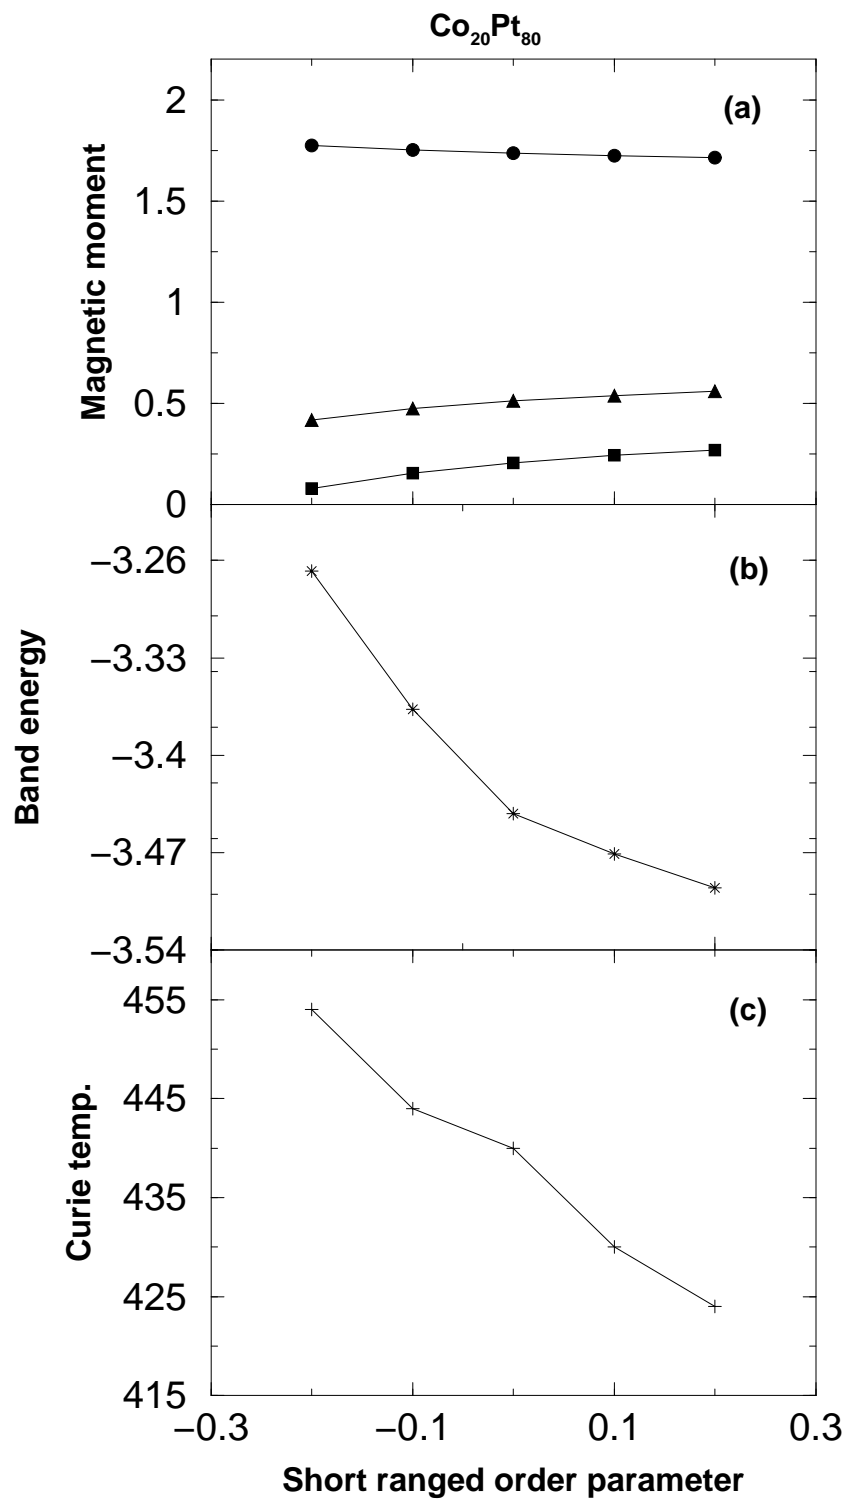 Co₂₀Pt₈₀
(a)
2
1.5
1
0.5
0
Magnetic moment
(b)
−3.26
−3.33
−3.4
−3.47
−3.54
Band energy
(c)
455
445
435
425
415
Curie temp.
−0.3 −0.1 0.1 0.3
Short ranged order parameter